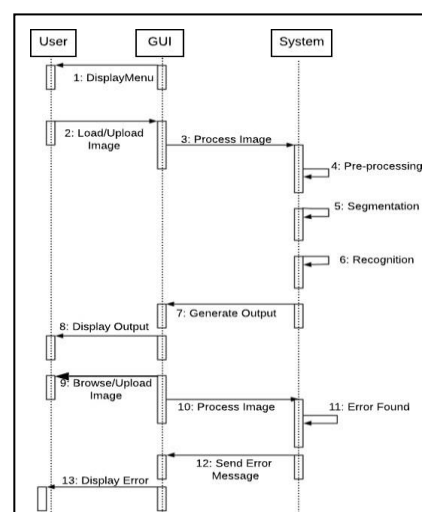 User
GUI
System
1: DisplayMenu
2: Load/Upload
Image
3: Process Image
4: Pre-processing
5: Segmentation
6: Recognition
7: Generate Output
8: Display Output
9: Browse/Upload
Image
10: Process Image
11: Error Found
12: Send Error
Message
13: Display Error